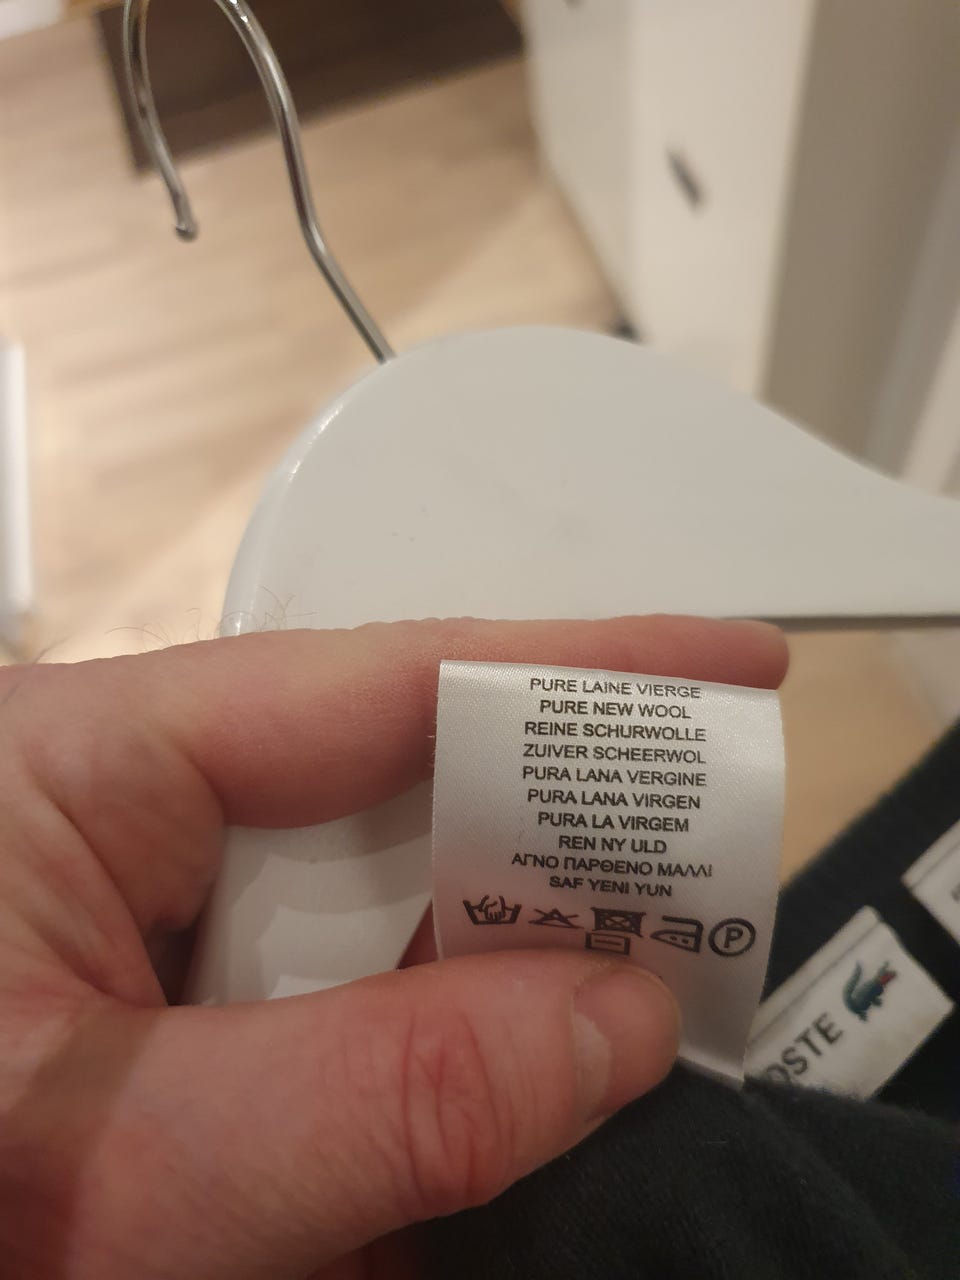 PURE LAINE VIERGE
PURE NEW WOOL
REINE SCHURWOLLE
ZUIVER SCHEERWOL
PURA LANA VERGINE
PURA LANA VIRGEN
PURA LA VIRGEM
REN NY ULD
ΑΓΝΟ ΠΑΡΘΕΝΟ ΜΑΛΛΙ
SAF YENI YUN
P
OSTE